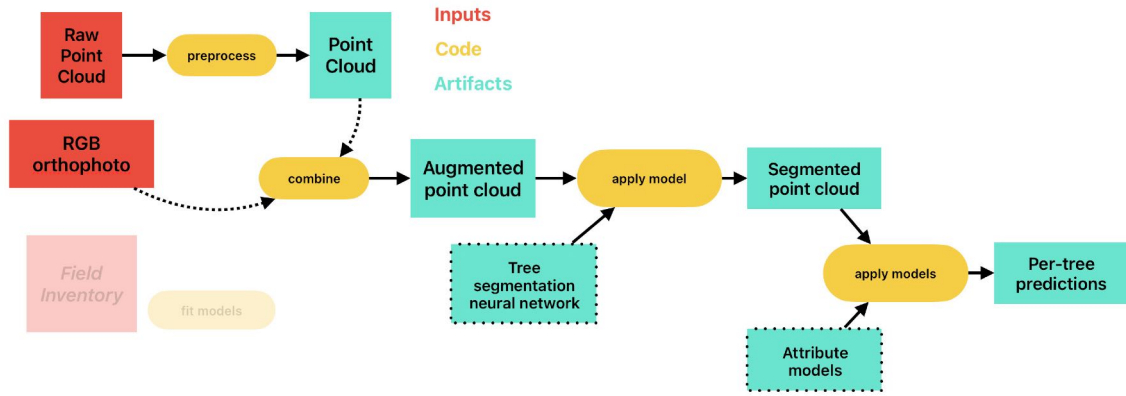 Inputs
Code
Artifacts
Raw
Point
Cloud
preprocess
Point
Cloud
RGB
orthophoto
combine
Augmented
point cloud
apply model
Segmented
point cloud
Field
Inventory
fit models
Tree
segmentation
neural network
apply models
Per-tree
predictions
Attribute
models